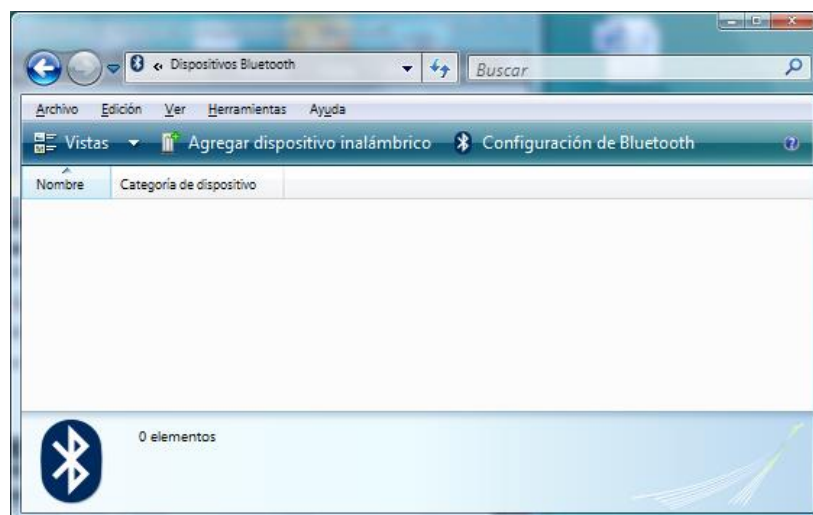 « Dispositivos Bluetooth
Buscar
Archivo Edición Ver Herramientas Ayuda
Vistas Agregar dispositivo inalámbrico Configuración de Bluetooth
Nombre Categoría de dispositivo
0 elementos